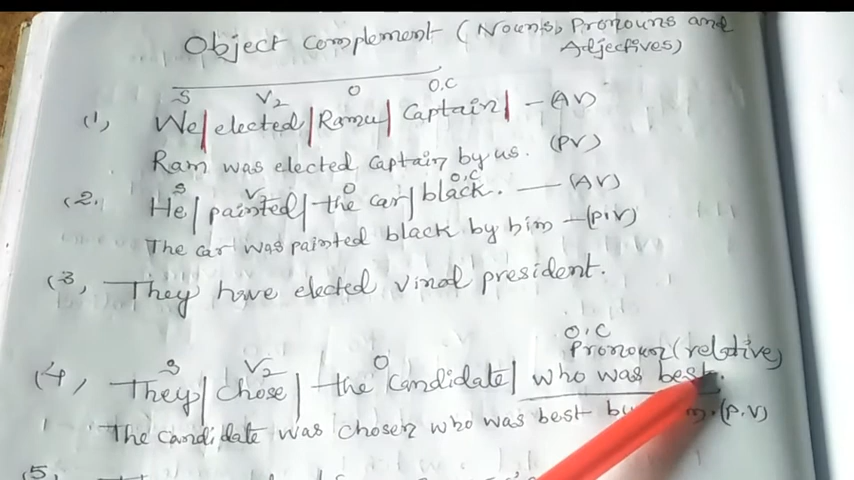 Object Complement (Nouns, Pronouns and
Adjectives)
S V2 O O.C
(1) We| elected| Ramu| Captain| – (AV)
Ram was elected Captain by us. (PV)
S V2 O O.C
(2. He| painted| the car| black. — (AV)
The car was painted black by him – (P.V)
(3, They have elected vinod president.
O.C
S V2 O Pronoun (relative)
(4, They| chose| the candidate| who was best.
The candidate was chosen who was best by (P.V)
(5.